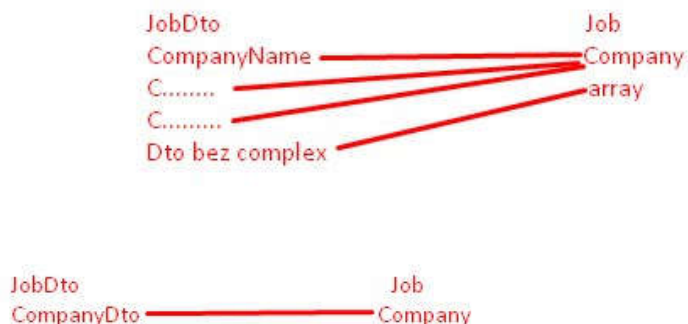 JobDto Job
CompanyName Company
C........ array
C.........
Dto bez complex
JobDto Job
CompanyDto Company